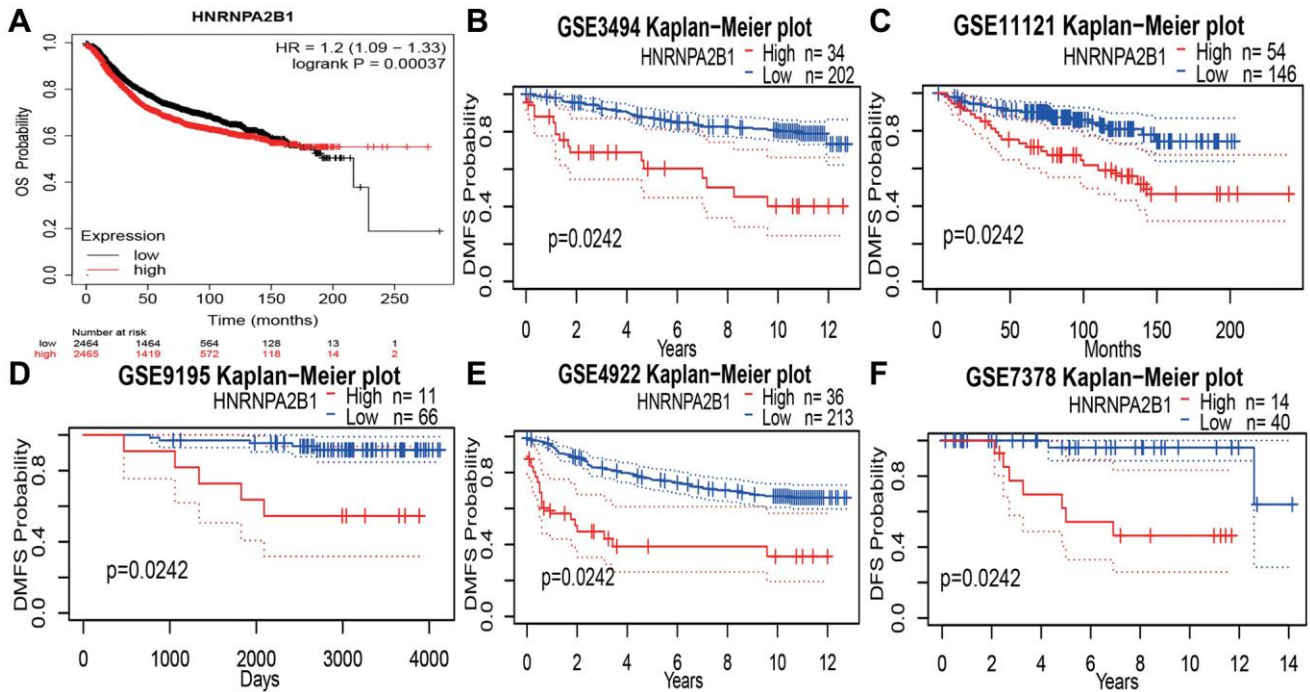 A
HNRNPA2B1
HR = 1.2 (1.09 − 1.33)
logrank P = 0.00037
OS Probability
1.0
0.8
0.6
0.4
0.2
0.0
Expression
low
high
0 50 100 150 200 250
Time (months)
Number at risk
low 2464 1464 564 128 13 1
high 2465 1419 572 118 14 2
B
GSE3494 Kaplan−Meier plot
HNRNPA2B1
High n= 34
Low n= 202
DMFS Probability
0.8
0.4
0.0
p=0.0242
0 2 4 6 8 10 12
Years
C
GSE11121 Kaplan−Meier plot
HNRNPA2B1
High n= 54
Low n= 146
DMFS Probability
0.8
0.4
0.0
p=0.0242
0 50 100 150 200
Months
D
GSE9195 Kaplan−Meier plot
HNRNPA2B1
High n= 11
Low n= 66
DMFS Probability
0.8
0.4
0.0
p=0.0242
0 1000 2000 3000 4000
Days
E
GSE4922 Kaplan−Meier plot
HNRNPA2B1
High n= 36
Low n= 213
DMFS Probability
0.8
0.4
0.0
p=0.0242
0 2 4 6 8 10 12
Years
F
GSE7378 Kaplan−Meier plot
HNRNPA2B1
High n= 14
Low n= 40
DFS Probability
0.8
0.4
0.0
p=0.0242
0 2 4 6 8 10 12 14
Years